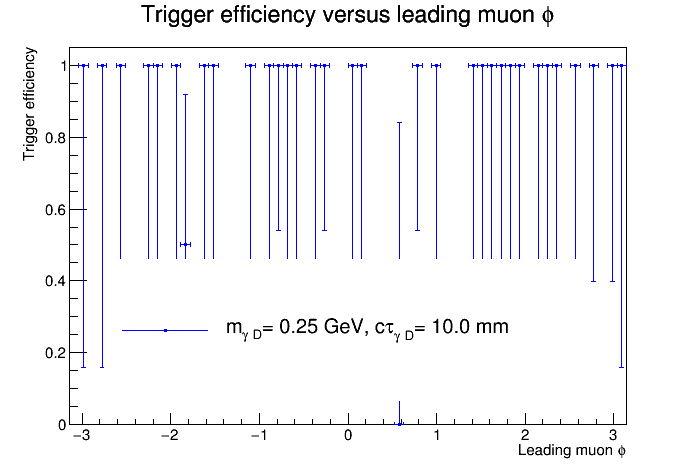 Trigger efficiency versus leading muon ϕ
Trigger efficiency
1
0.8
0.6
0.4
0.2
0
m_γ D= 0.25 GeV, cτ_γ D= 10.0 mm
−3 −2 −1 0 1 2 3
Leading muon ϕ